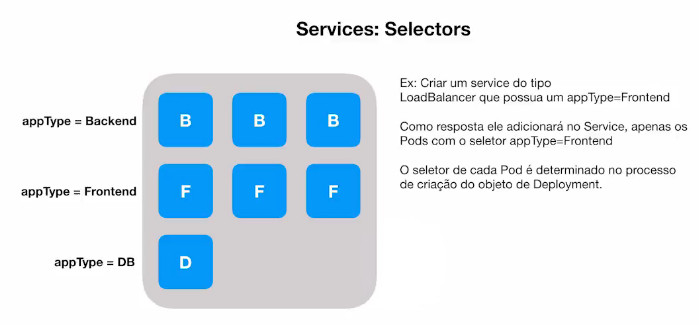 Services: Selectors
appType = Backend
B B B
appType = Frontend
F F F
appType = DB
D
Ex: Criar um service do tipo
LoadBalancer que possua um appType=Frontend
Como resposta ele adicionará no Service, apenas os
Pods com o seletor appType=Frontend
O seletor de cada Pod é determinado no processo
de criação do objeto de Deployment.